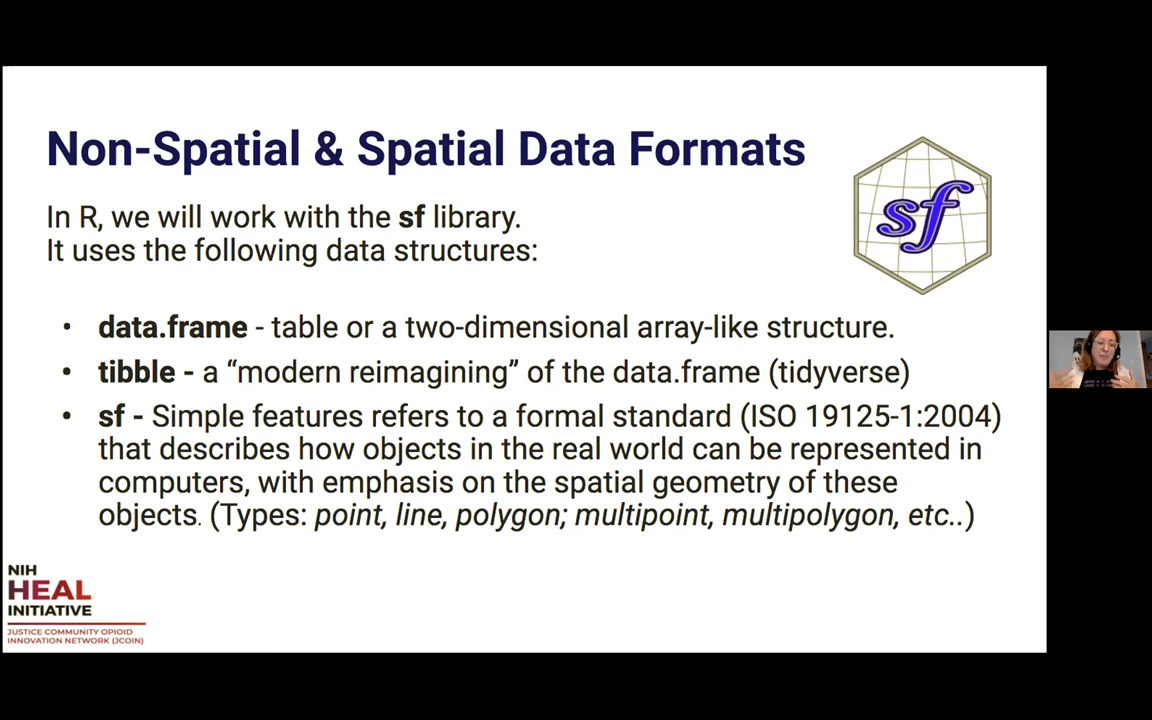 Non-Spatial & Spatial Data Formats
sf
In R, we will work with the sf library.
It uses the following data structures:
• data.frame - table or a two-dimensional array-like structure.
• tibble - a “modern reimagining” of the data.frame (tidyverse)
• sf - Simple features refers to a formal standard (ISO 19125-1:2004)
that describes how objects in the real world can be represented in
computers, with emphasis on the spatial geometry of these
objects. (Types: point, line, polygon; multipoint, multipolygon, etc..)
NIH
HEAL
INITIATIVE
JUSTICE COMMUNITY OPIOID
INNOVATION NETWORK (JCOIN)